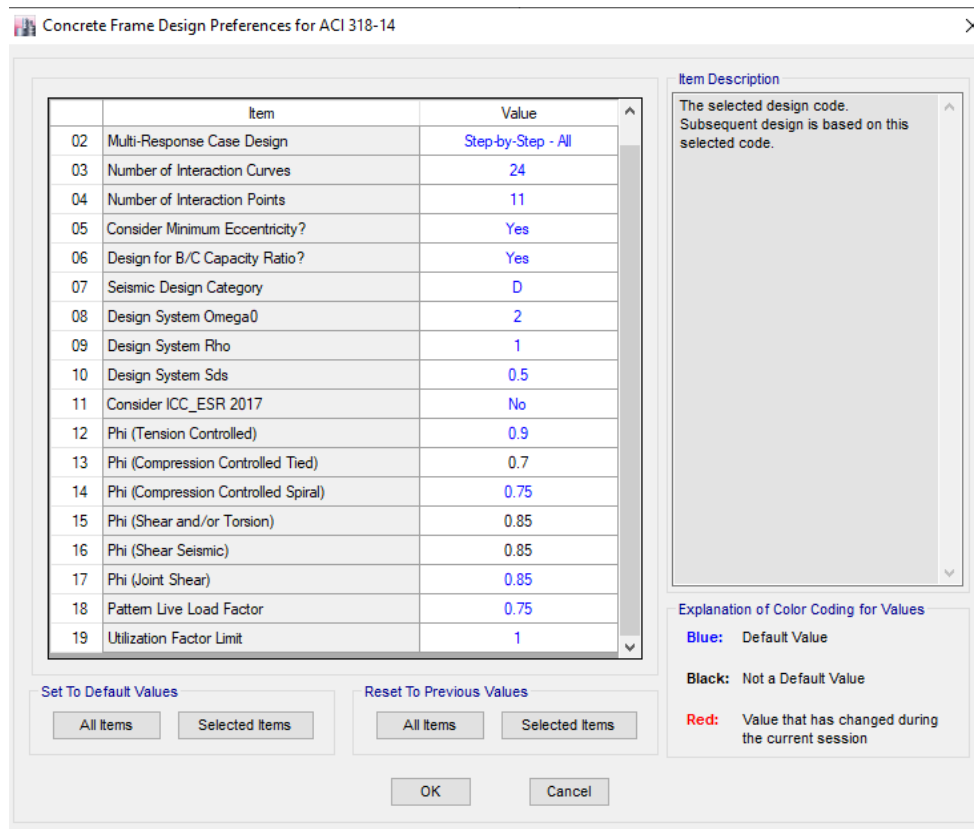 Concrete Frame Design Preferences for ACI 318-14
Item Value
02 Multi-Response Case Design Step-by-Step - All
03 Number of Interaction Curves 24
04 Number of Interaction Points 11
05 Consider Minimum Eccentricity? Yes
06 Design for B/C Capacity Ratio? Yes
07 Seismic Design Category D
08 Design System Omega0 2
09 Design System Rho 1
10 Design System Sds 0.5
11 Consider ICC_ESR 2017 No
12 Phi (Tension Controlled) 0.9
13 Phi (Compression Controlled Tied) 0.7
14 Phi (Compression Controlled Spiral) 0.75
15 Phi (Shear and/or Torsion) 0.85
16 Phi (Shear Seismic) 0.85
17 Phi (Joint Shear) 0.85
18 Pattern Live Load Factor 0.75
19 Utilization Factor Limit 1
Set To Default Values
All Items Selected Items
Reset To Previous Values
All Items Selected Items
Item Description
The selected design code.
Subsequent design is based on this
selected code.
Explanation of Color Coding for Values
Blue: Default Value
Black: Not a Default Value
Red: Value that has changed during
the current session
OK Cancel